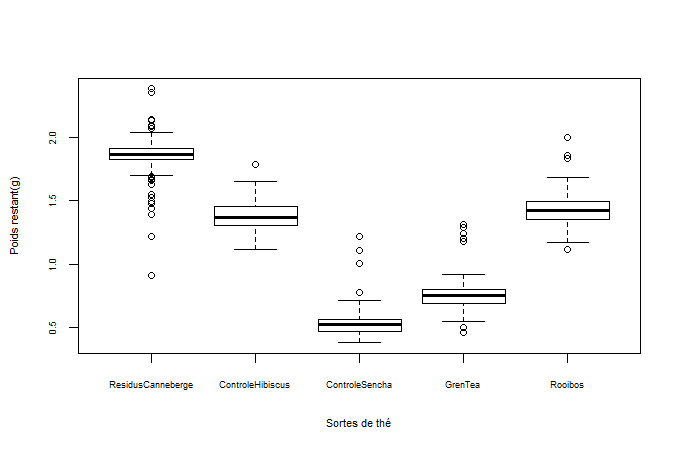 Poids restant(g)
2.0
1.5
1.0
0.5
ResidusCanneberge ControleHibiscus ControleSencha GrenTea Rooibos
Sortes de thé